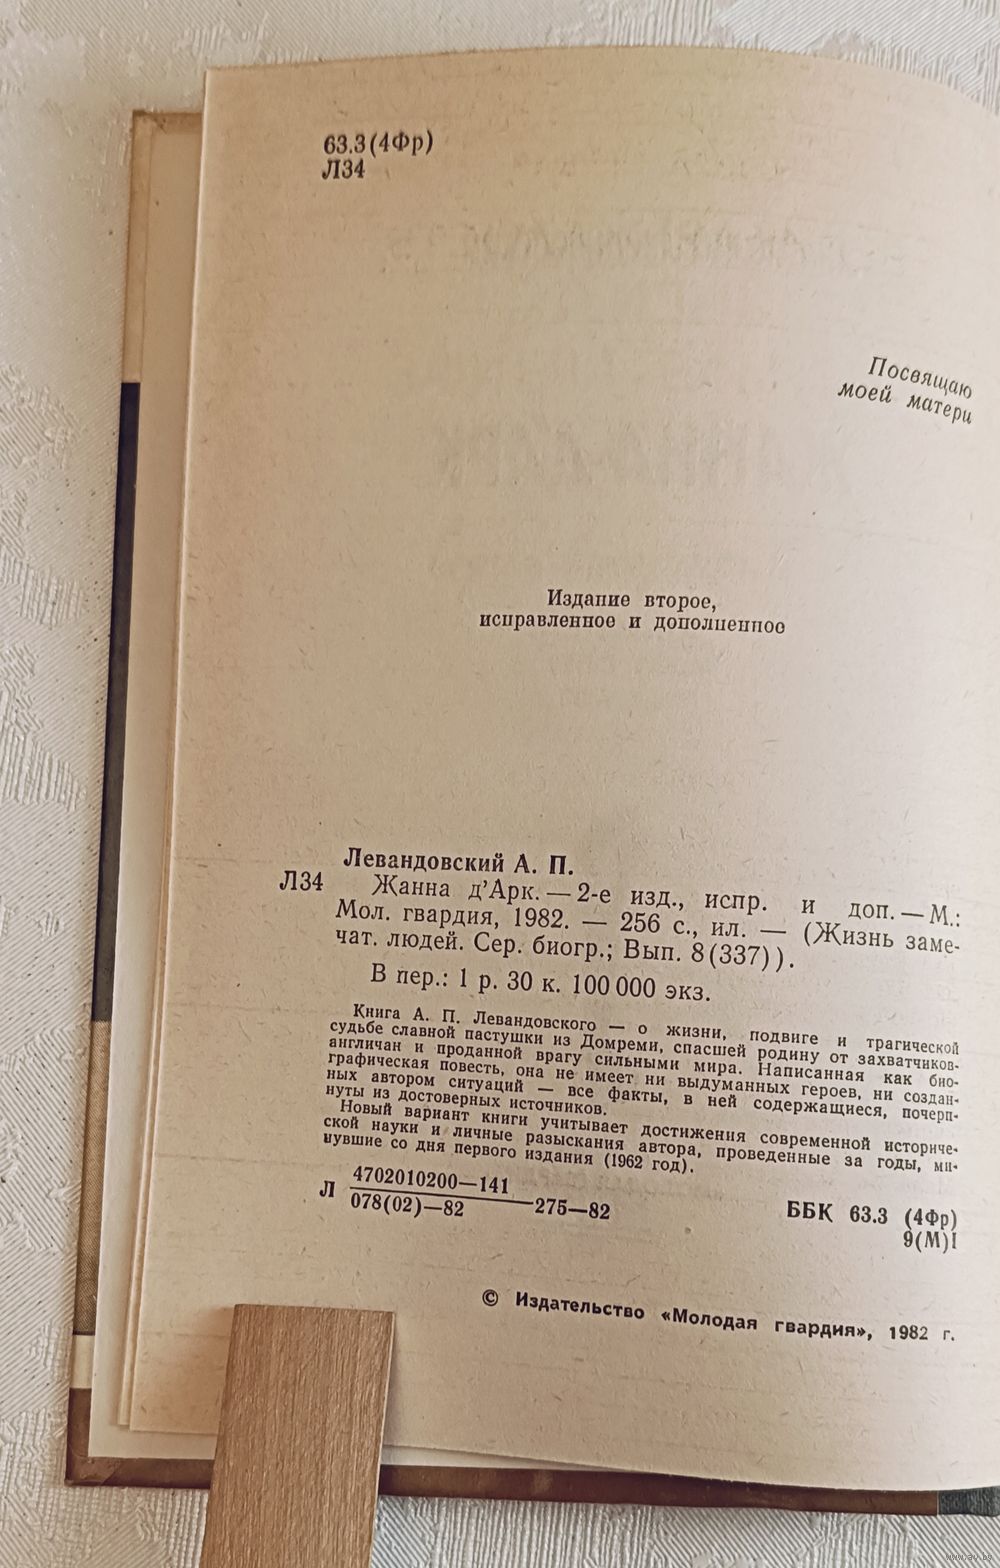 63.3(4Фр)
Л34
Посвящаю
моей матери
Издание второе,
исправленное и дополненное
Левандовский А. П.
Л34 Жанна д’Арк. — 2-е изд., испр. и доп. — М.:
Мол. гвардия, 1982. — 256 с., ил. — (Жизнь заме-
чат. людей. Сер. биогр.; Вып. 8(337)).
В пер.: 1 р. 30 к. 100 000 экз.
Книга А. П. Левандовского — о жизни, подвиге и трагической
судьбе славной пастушки из Домреми, спасшей родину от захватчиков-
англичан и проданной врагу сильными мира. Написанная как био-
графическая повесть, она не имеет ни выдуманных героев, ни создан-
ных автором ситуаций — все факты, в ней содержащиеся, почерп-
нуты из достоверных источников.
Новый вариант книги учитывает достижения современной историче-
ской науки и личные разыскания автора, проведенные за годы, ми-
нувшие со дня первого издания (1962 год).
Л 4702010200—141
078(02)—82 275—82
ББК 63.3 (4Фр)
9(М)I
© Издательство «Молодая гвардия», 1982 г.